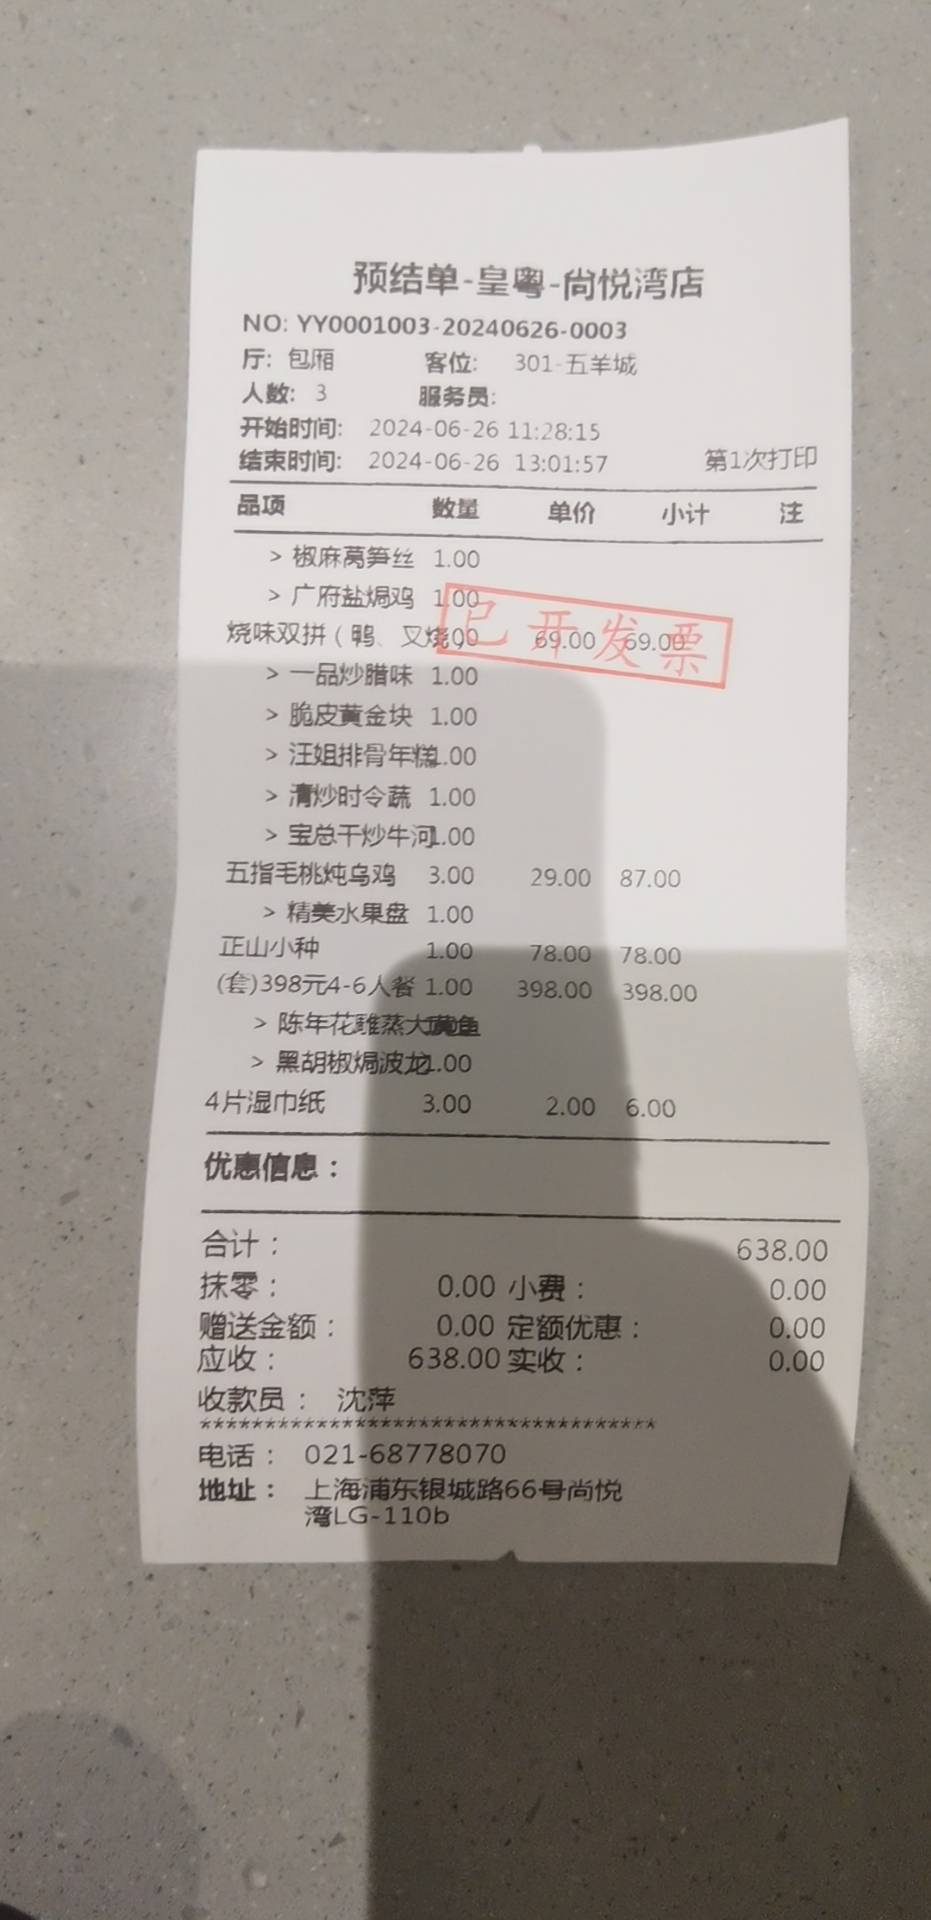 预结单-皇粤-尚悦湾店
NO: YY0001003-20240626-0003
厅: 包厢 客位: 301-五羊城
人数: 3 服务员:
开始时间: 2024-06-26 11:28:15
结束时间: 2024-06-26 13:01:57 第1次打印
品项 数量 单价 小计 注
> 椒麻莴笋丝 1.00
> 广府盐焗鸡 1.00
已开发票
烧味双拼 ( 鸭、叉烧 .00 69.00 69.00
> 一品炒腊味 1.00
> 脆皮黄金块 1.00
> 汪姐排骨年糕1.00
> 清炒时令蔬 1.00
> 宝总干炒牛河1.00
五指毛桃炖乌鸡 3.00 29.00 87.00
> 精美水果盘 1.00
正山小种 1.00 78.00 78.00
(套)398元4-6人餐 1.00 398.00 398.00
> 陈年花雕蒸大黄鱼
> 黑胡椒焗波龙1.00
4片湿巾纸 3.00 2.00 6.00
优惠信息：
合计： 638.00
抹零： 0.00 小费： 0.00
赠送金额： 0.00 定额优惠： 0.00
应收： 638.00 实收： 0.00
收款员： 沈萍
***********************************
电话： 021-68778070
地址： 上海浦东银城路66号尚悦
湾LG-110b